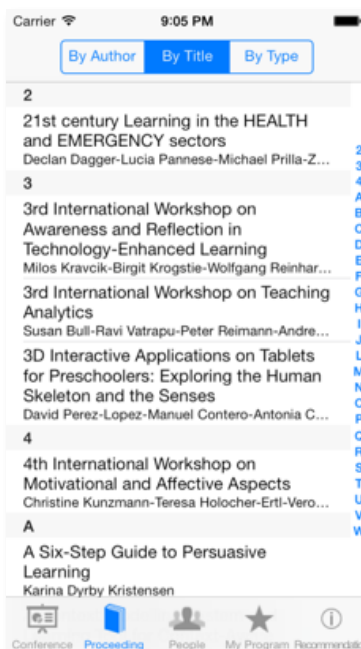 Carrier 9:05 PM
By Author By Title By Type
2
21st century Learning in the HEALTH
and EMERGENCY sectors
Declan Dagger-Lucia Pannese-Michael Prilla-Z...
3
3rd International Workshop on
Awareness and Reflection in
Technology-Enhanced Learning
Milos Kravcik-Birgit Krogstie-Wolfgang Reinhar...
3rd International Workshop on Teaching
Analytics
Susan Bull-Ravi Vatrapu-Peter Reimann-Andre...
3D Interactive Applications on Tablets
for Preschoolers: Exploring the Human
Skeleton and the Senses
David Perez-Lopez-Manuel Contero-Antonia C...
4
4th International Workshop on
Motivational and Affective Aspects
Christine Kunzmann-Teresa Holocher-Ertl-Vero...
A
A Six-Step Guide to Persuasive
Learning
Karina Dyrby Kristensen
2
3
4
A
B
C
D
E
F
G
H
I
J
L
M
N
O
P
Q
R
S
T
U
V
W
Conference Proceeding People My Program Recommendatio